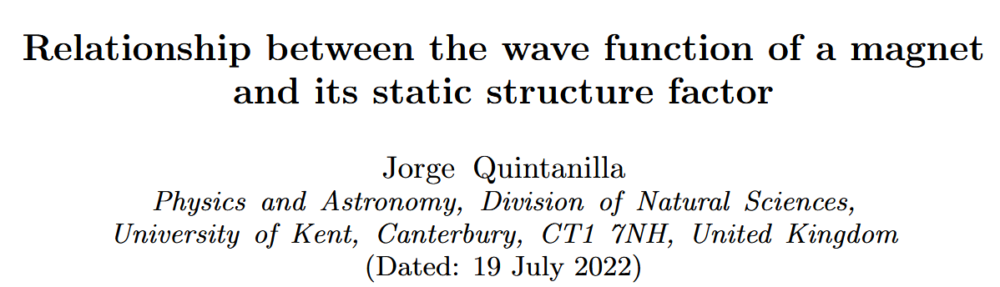 Relationship between the wave function of a magnet
and its static structure factor
Jorge Quintanilla
Physics and Astronomy, Division of Natural Sciences,
University of Kent, Canterbury, CT1 7NH, United Kingdom
(Dated: 19 July 2022)